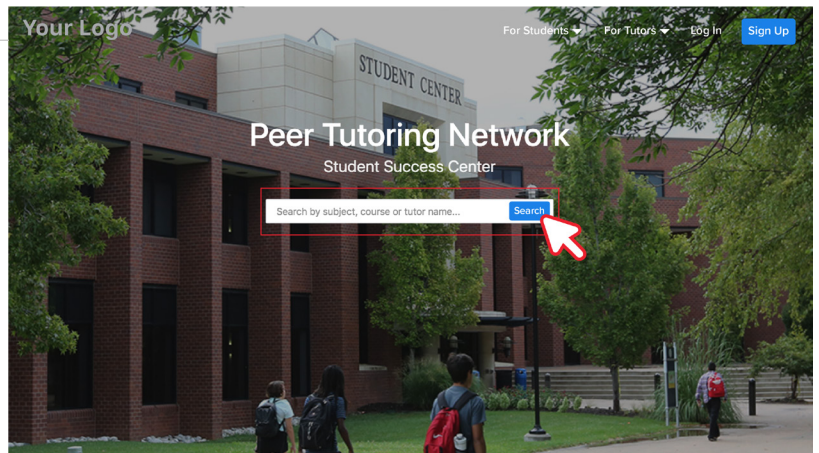 Your Logo
For Students
For Tutors
Log In
Sign Up
STUDENT CENTER
Peer Tutoring Network
Student Success Center
Search by subject, course or tutor name...
Search